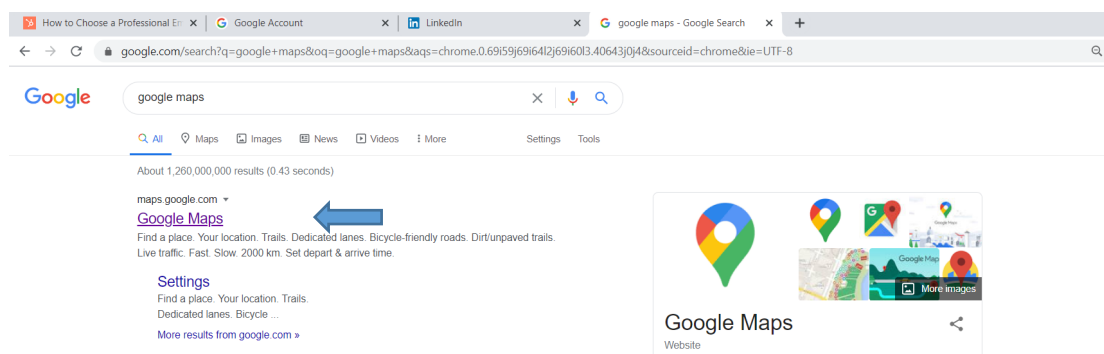 How to Choose a Professional En
Google Account
LinkedIn
google maps - Google Search
google.com/search?q=google+maps&oq=google+maps&aqs=chrome.0.69i59j69i64l2j69i60l3.40643j0j4&sourceid=chrome&ie=UTF-8
Google
google maps
All Maps Images News Videos More Settings Tools
About 1,260,000,000 results (0.43 seconds)
maps.google.com
Google Maps
Find a place. Your location. Trails. Dedicated lanes. Bicycle-friendly roads. Dirt/unpaved trails.
Live traffic. Fast. Slow. 2000 km. Set depart & arrive time.
Settings
Find a place. Your location. Trails.
Dedicated lanes. Bicycle ...
More results from google.com »
G
Google Maps
Google Map
More images
Google Maps
Website